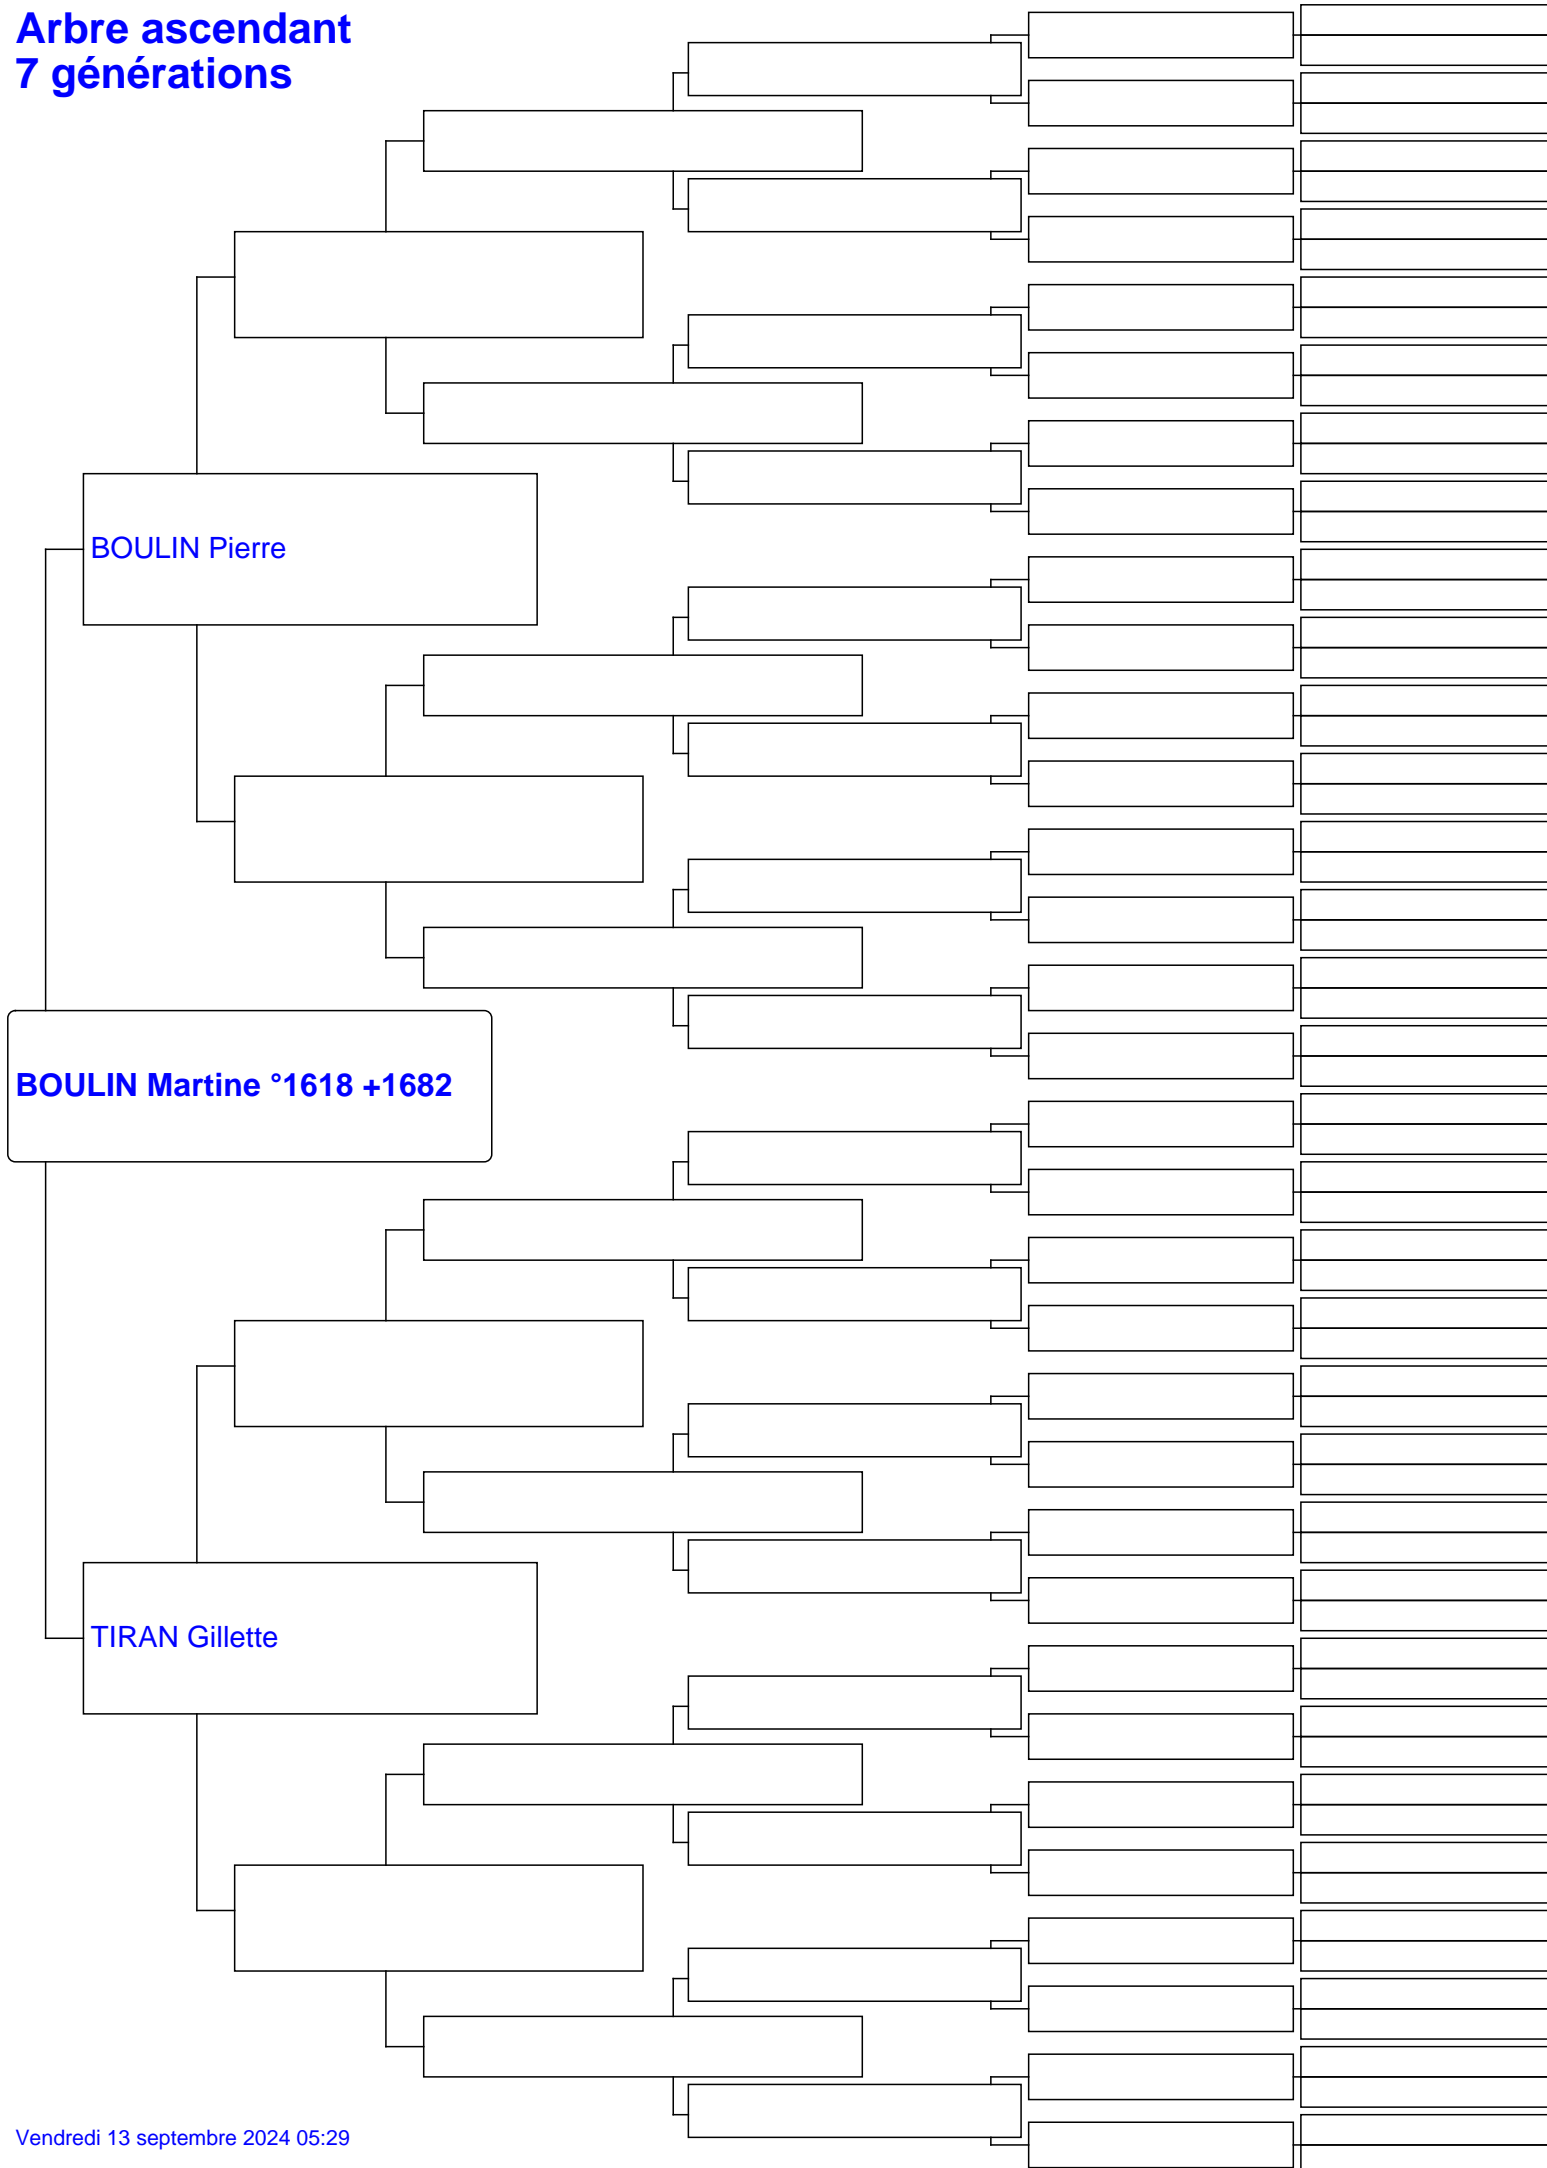 Arbre ascendant
7 générations
BOULIN Pierre
BOULIN Martine °1618 +1682
TIRAN Gillette
Vendredi 13 septembre 2024 05:29